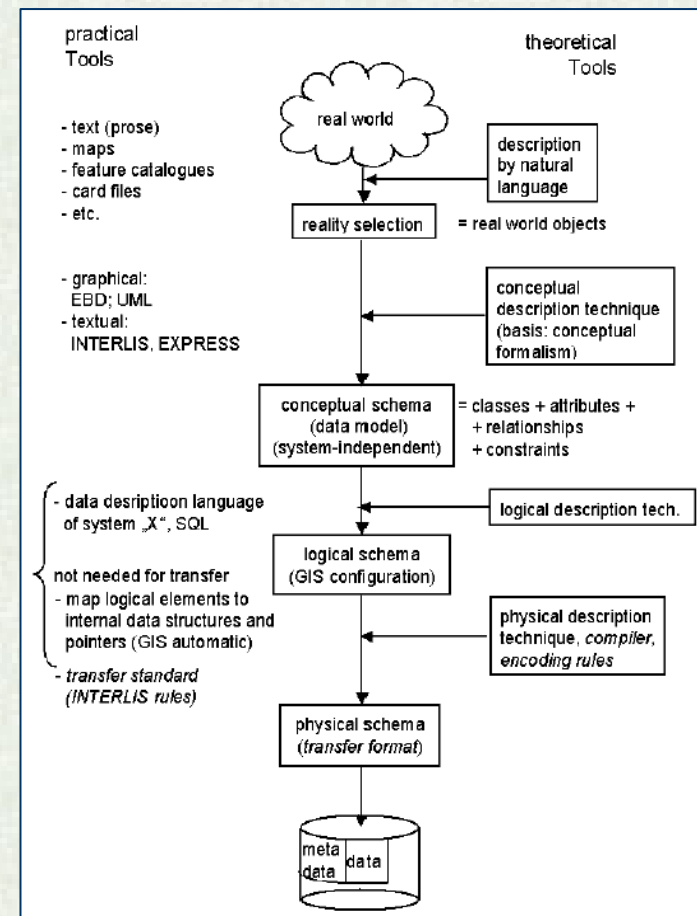 practical
Tools
theoretical
Tools
real world
- text (prose)
- maps
- feature catalogues
- card files
- etc.
description
by natural
language
reality selection
= real world objects
- graphical:
EBD; UML
- textual:
INTERLIS, EXPRESS
conceptual
description technique
(basis: conceptual
formalism)
conceptual schema
(data model)
(system-independent)
= classes + attributes +
+ relationships
+ constraints
- data desriptioon language
of system „X“, SQL
logical description tech.
not needed for transfer
- map logical elements to
internal data structures and
pointers (GIS automatic)
logical schema
(GIS configuration)
physical description
technique, compiler,
encoding rules
- transfer standard
(INTERLIS rules)
physical schema
(transfer format)
meta data
data